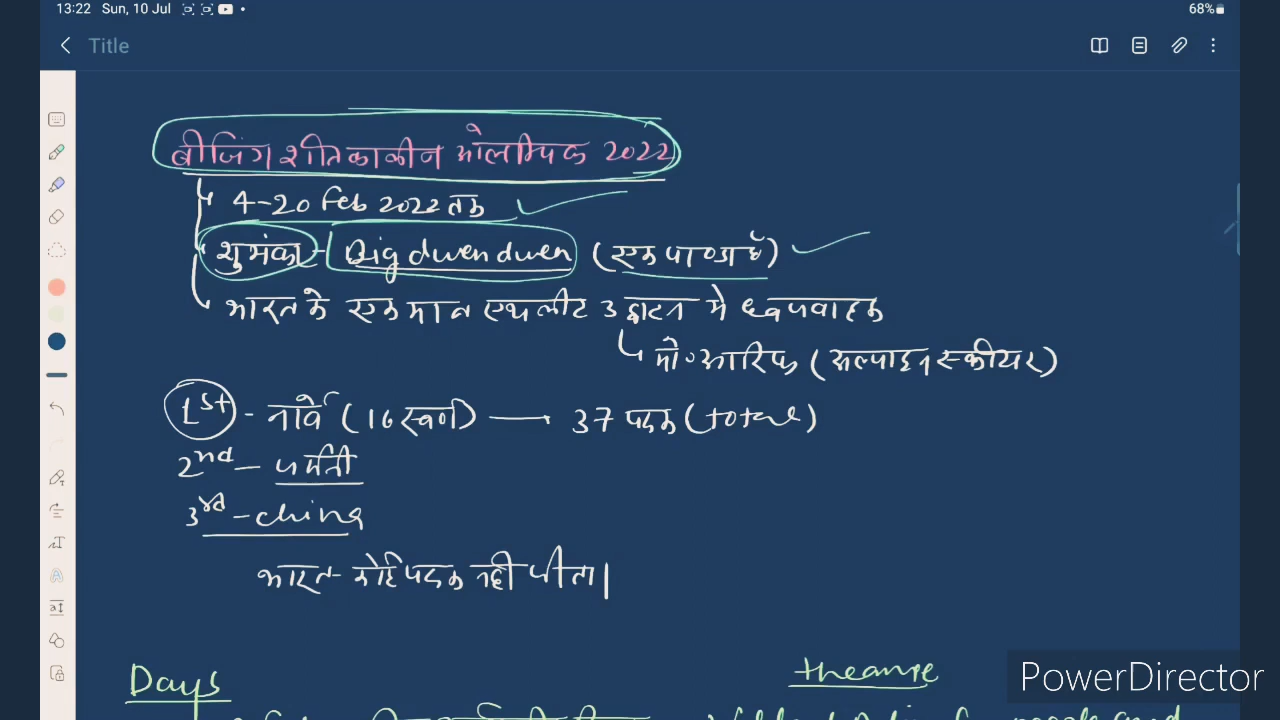 13:22 Sun, 10 Jul 68%
Title
बीजिंग शीतकालीन ओलम्पिक 2022
4-20 Feb 2022 तक
शुभंकर - Bing dwen dwen (एक पाण्डा है)
भारत के एक मात्र एथलीट उद्घाटन में ध्वजवाहक
मो॰ आरिफ (अल्पाइन स्कीयर)
1st - नार्वे (16 स्वर्ण) — 37 पदक (total)
2nd - जर्मनी
3rd - china
भारत - कोई पदक नही जीता।
Days theame
PowerDirector